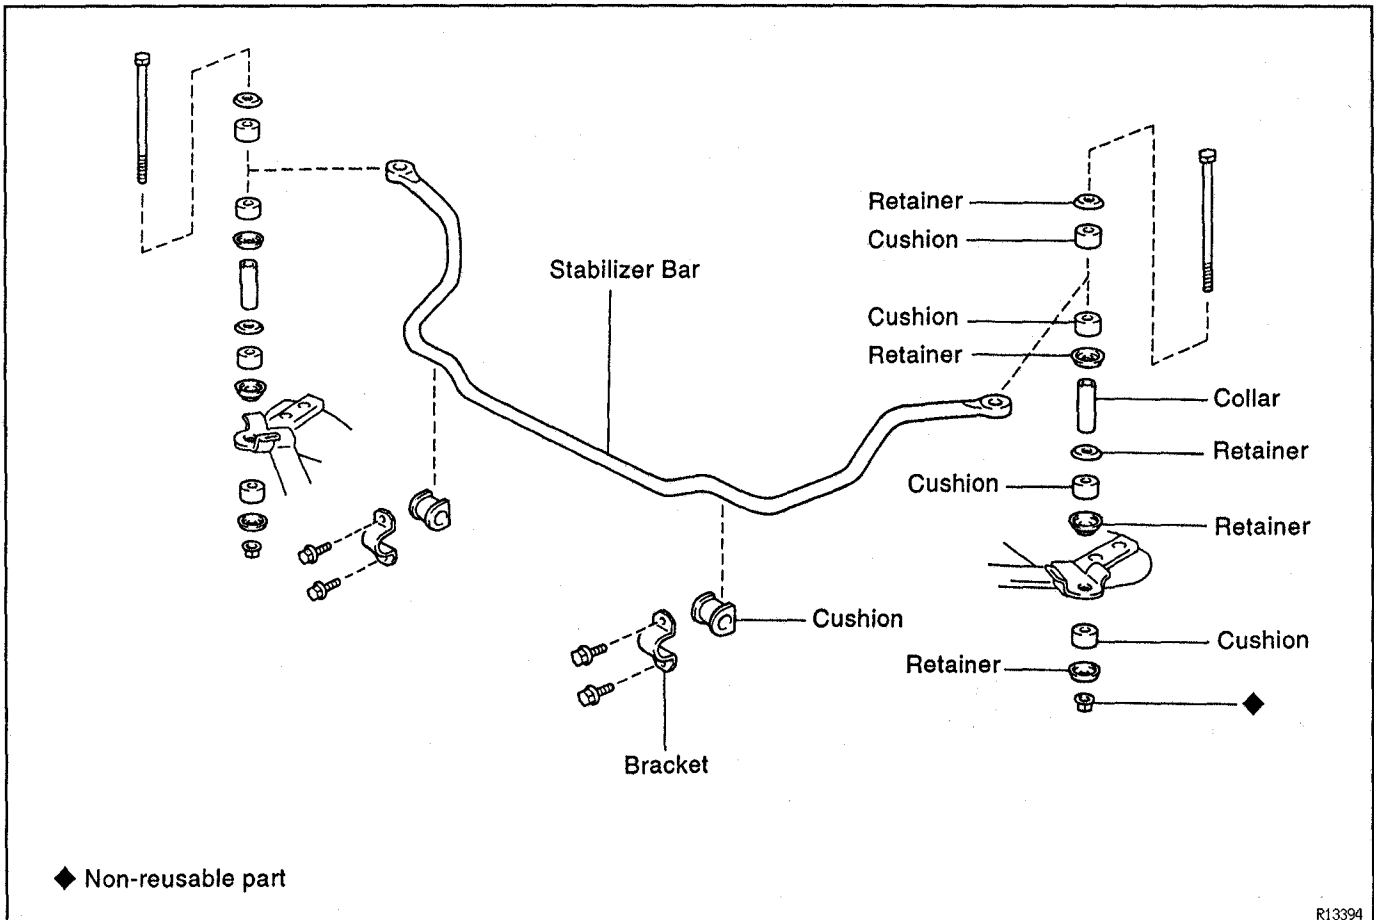 Retainer
Cushion
Stabilizer Bar
Cushion
Retainer
Collar
Retainer
Cushion
Retainer
Cushion
Cushion
Retainer
◆
Bracket
◆ Non-reusable part
R13394